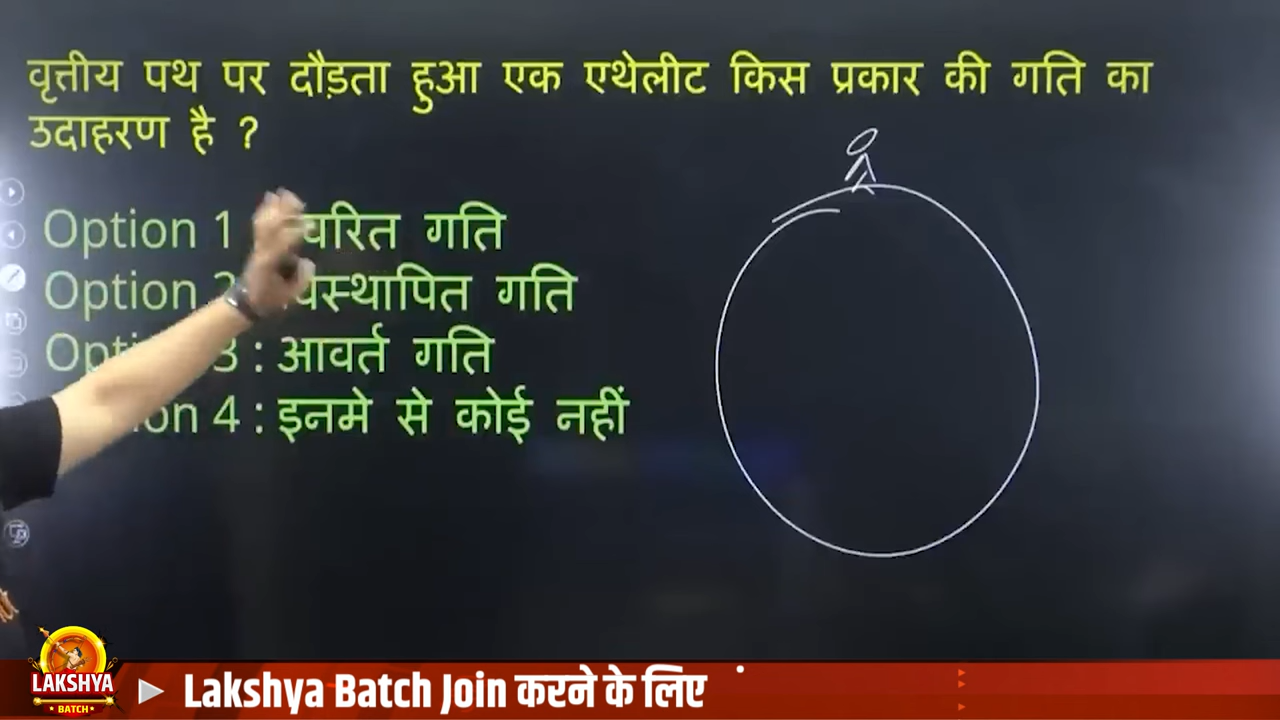 वृत्तीय पथ पर दौड़ता हुआ एक एथेलीट किस प्रकार की गति का
उदाहरण है ?
Option 1 गति
Option गति
3 : आवर्त गति
4 : इनमे से कोई नहीं
LAKSHYA
BATCH
Lakshya Batch Join करने के लिए